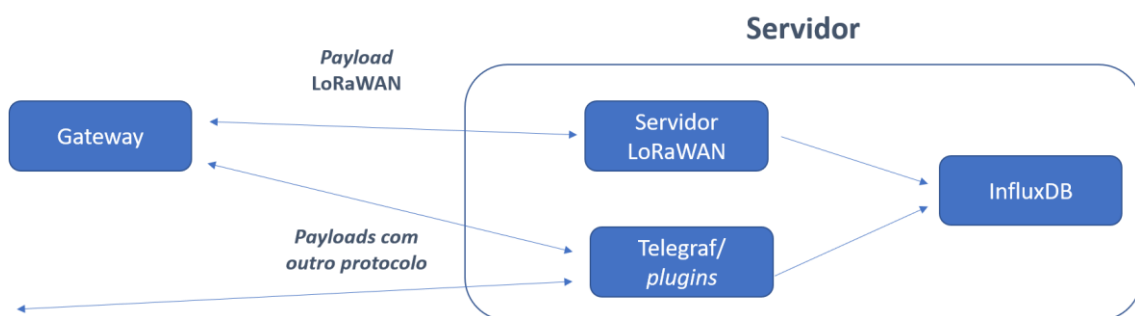 Servidor
Payload
LoRaWAN
Gateway
Servidor
LoRaWAN
InfluxDB
Payloads com
outro protocolo
Telegraf/
plugins